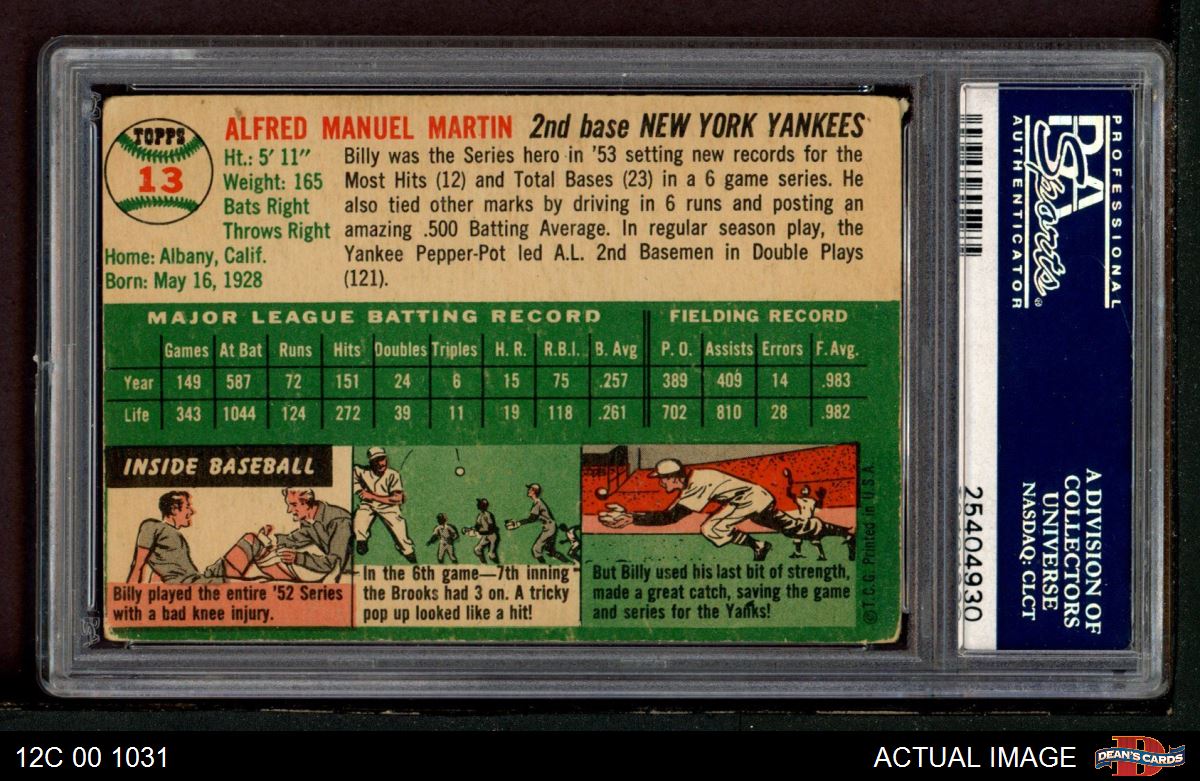 TOPPS
13
ALFRED MANUEL MARTIN 2nd base NEW YORK YANKEES
Ht.: 5' 11"
Weight: 165
Bats Right
Throws Right
Home: Albany, Calif.
Born: May 16, 1928
Billy was the Series hero in '53 setting new records for the
Most Hits (12) and Total Bases (23) in a 6 game series. He
also tied other marks by driving in 6 runs and posting an
amazing .500 Batting Average. In regular season play, the
Yankee Pepper-Pot led A.L. 2nd Basemen in Double Plays
(121).
MAJOR LEAGUE BATTING RECORD FIELDING RECORD
Games At Bat Runs Hits Doubles Triples H. R. R.B.I. B. Avg P. O. Assists Errors F. Avg.
Year 149 587 72 151 24 6 15 75 .257 389 409 14 .983
Life 343 1044 124 272 39 11 19 118 .261 702 810 28 .982
INSIDE BASEBALL
Billy played the entire '52 Series
with a bad knee injury.
In the 6th game—7th inning
the Brooks had 3 on. A tricky
pop up looked like a hit!
But Billy used his last bit of strength,
made a great catch, saving the game
and series for the Yanks!
© T.C.G. Printed in U.S.A.
PROFESSIONAL
PSA
Sports®
AUTHENTICATOR
A DIVISION OF
COLLECTORS
UNIVERSE
NASDAQ: CLCT
25404930
12C 00 1031
ACTUAL IMAGE
D
DEAN'S CARDS